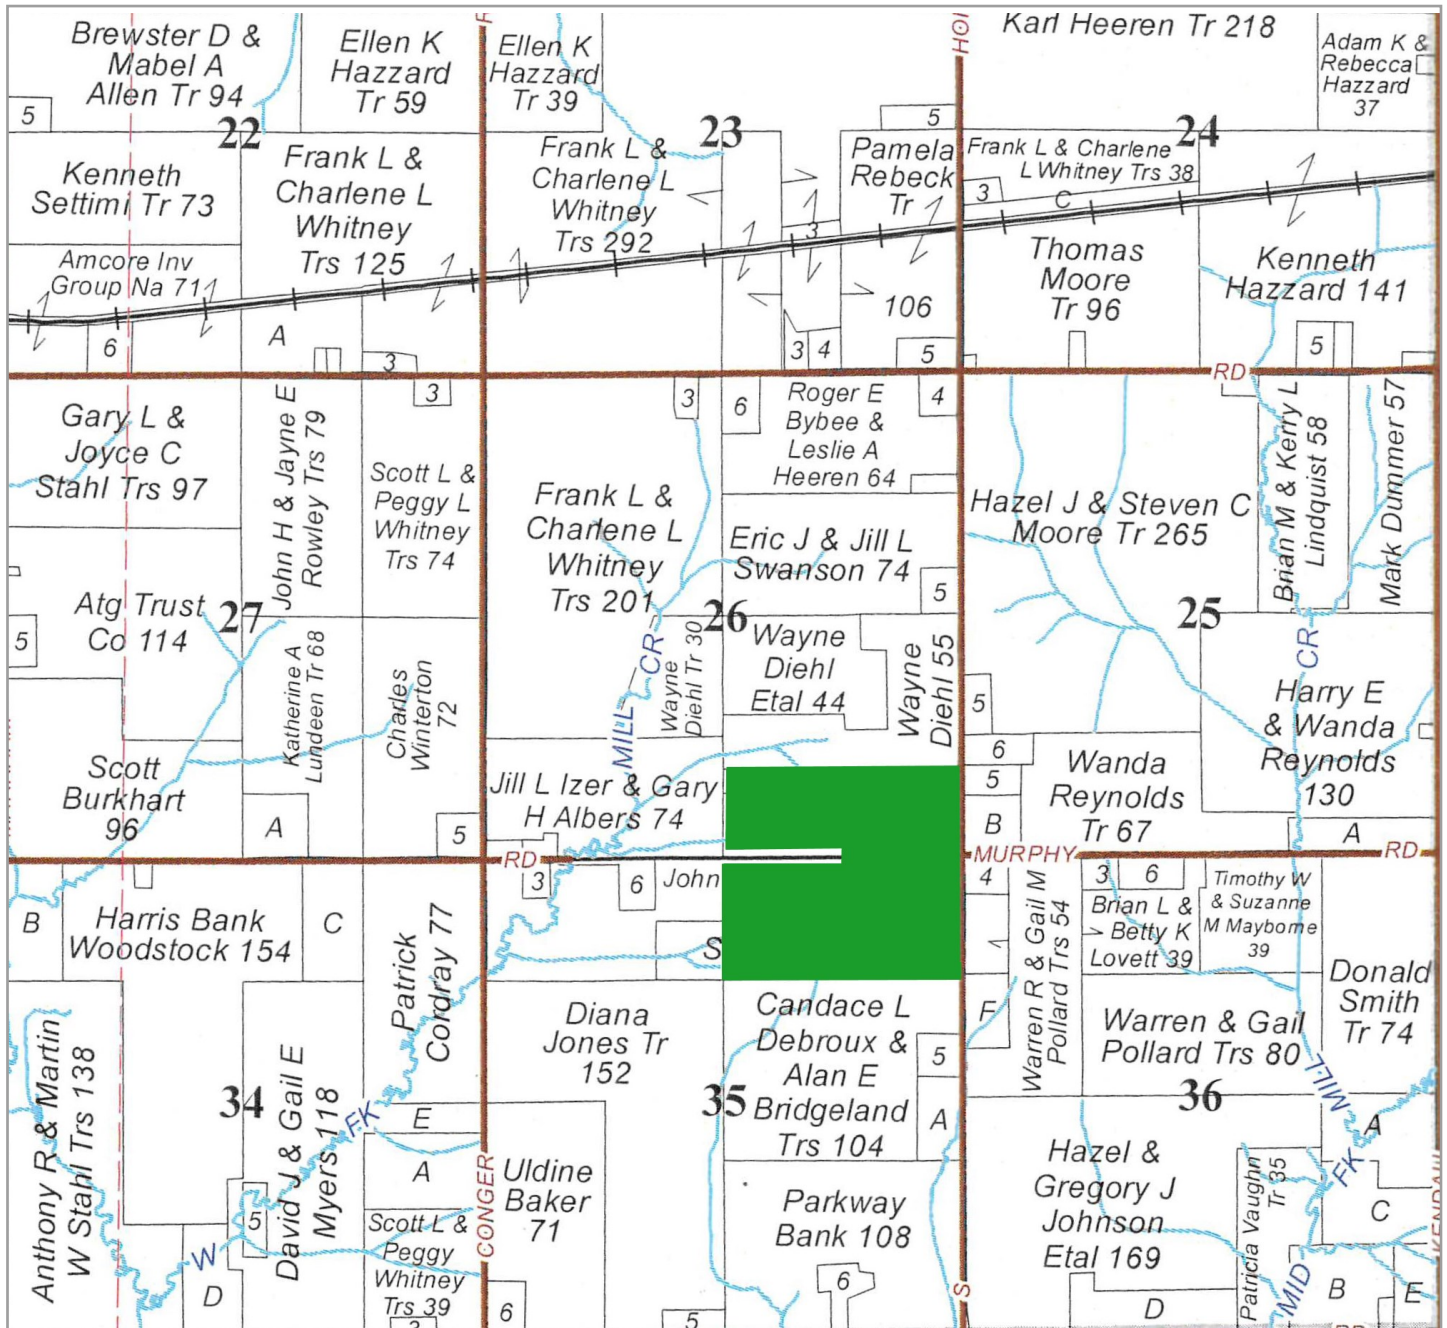 Brewster D &
Mabel A
Allen Tr 94
Ellen K
Hazzard
Tr 59
Ellen K
Hazzard
Tr 39
Karl Heeren Tr 218
Adam K &
Rebecca
Hazzard
37
5
22
5
23
24
Kenneth
Settimi Tr 73
Frank L &
Charlene L
Whitney
Trs 125
Frank L &
Charlene L
Whitney
Trs 292
Pamela
Rebeck
Tr
Frank L & Charlene
L Whitney Trs 38
3
C
3
Amcore Inv
Group Na 71
Thomas
Moore
Tr 96
Kenneth
Hazzard 141
106
6
A
3
3
4
5
5
RD
Gary L &
Joyce C
Stahl Trs 97
John H & Jayne E
Rowley Trs 79
3
Scott L &
Peggy L
Whitney
Trs 74
Frank L &
Charlene L
Whitney
Trs 201
3
6
Roger E
Bybee &
Leslie A
Heeren 64
4
Eric J & Jill L
Swanson 74
5
Hazel J & Steven C
Moore Tr 265
Brian M & Kerry L
Lindquist 58
Mark Dummer 57
Atg Trust
Co 114
5
27
26
25
Katherine A
Lundeen Tr 68
Charles
Winterton
72
MILL CR
Wayne
Diehl Tr 30
Wayne
Diehl
Etal 44
Wayne
Diehl 55
5
6
5
B
CR
Harry E
& Wanda
Reynolds
130
Wanda
Reynolds
Tr 67
A
Scott
Burkhart
96
A
5
Jill L Izer & Gary
H Albers 74
RD
MURPHY
RD
B
Harris Bank
Woodstock 154
C
Patrick
Cordray 77
3
6
John
S
4
Warren R & Gail M
Pollard Trs 54
3
6
Brian L &
Betty K
Lovett 39
Timothy W
& Suzanne
M Mayborne
39
Donald
Smith
Tr 74
F
Warren & Gail
Pollard Trs 80
MILL
Anthony R & Martin
W Stahl Trs 138
David J & Gail E
Myers 118
Diana
Jones Tr
152
Candace L
Debroux &
Alan E
Bridgeland
Trs 104
5
A
34
35
36
FK
E
A
A
CONGER
Uldine
Baker
71
Parkway
Bank 108
6
Hazel &
Gregory J
Johnson
Etal 169
Patricia Vaughn
Tr 35
FK
C
5
W
D
Scott L &
Peggy
Whitney
Trs 39
6
5
S
D
MID
B
E